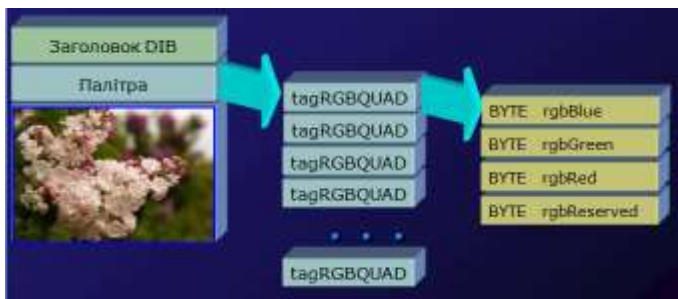 Заголовок DIB
Палітра
tagRGBQUAD
tagRGBQUAD
tagRGBQUAD
tagRGBQUAD
. . .
tagRGBQUAD
BYTE rgbBlue
BYTE rgbGreen
BYTE rgbRed
BYTE rgbReserved